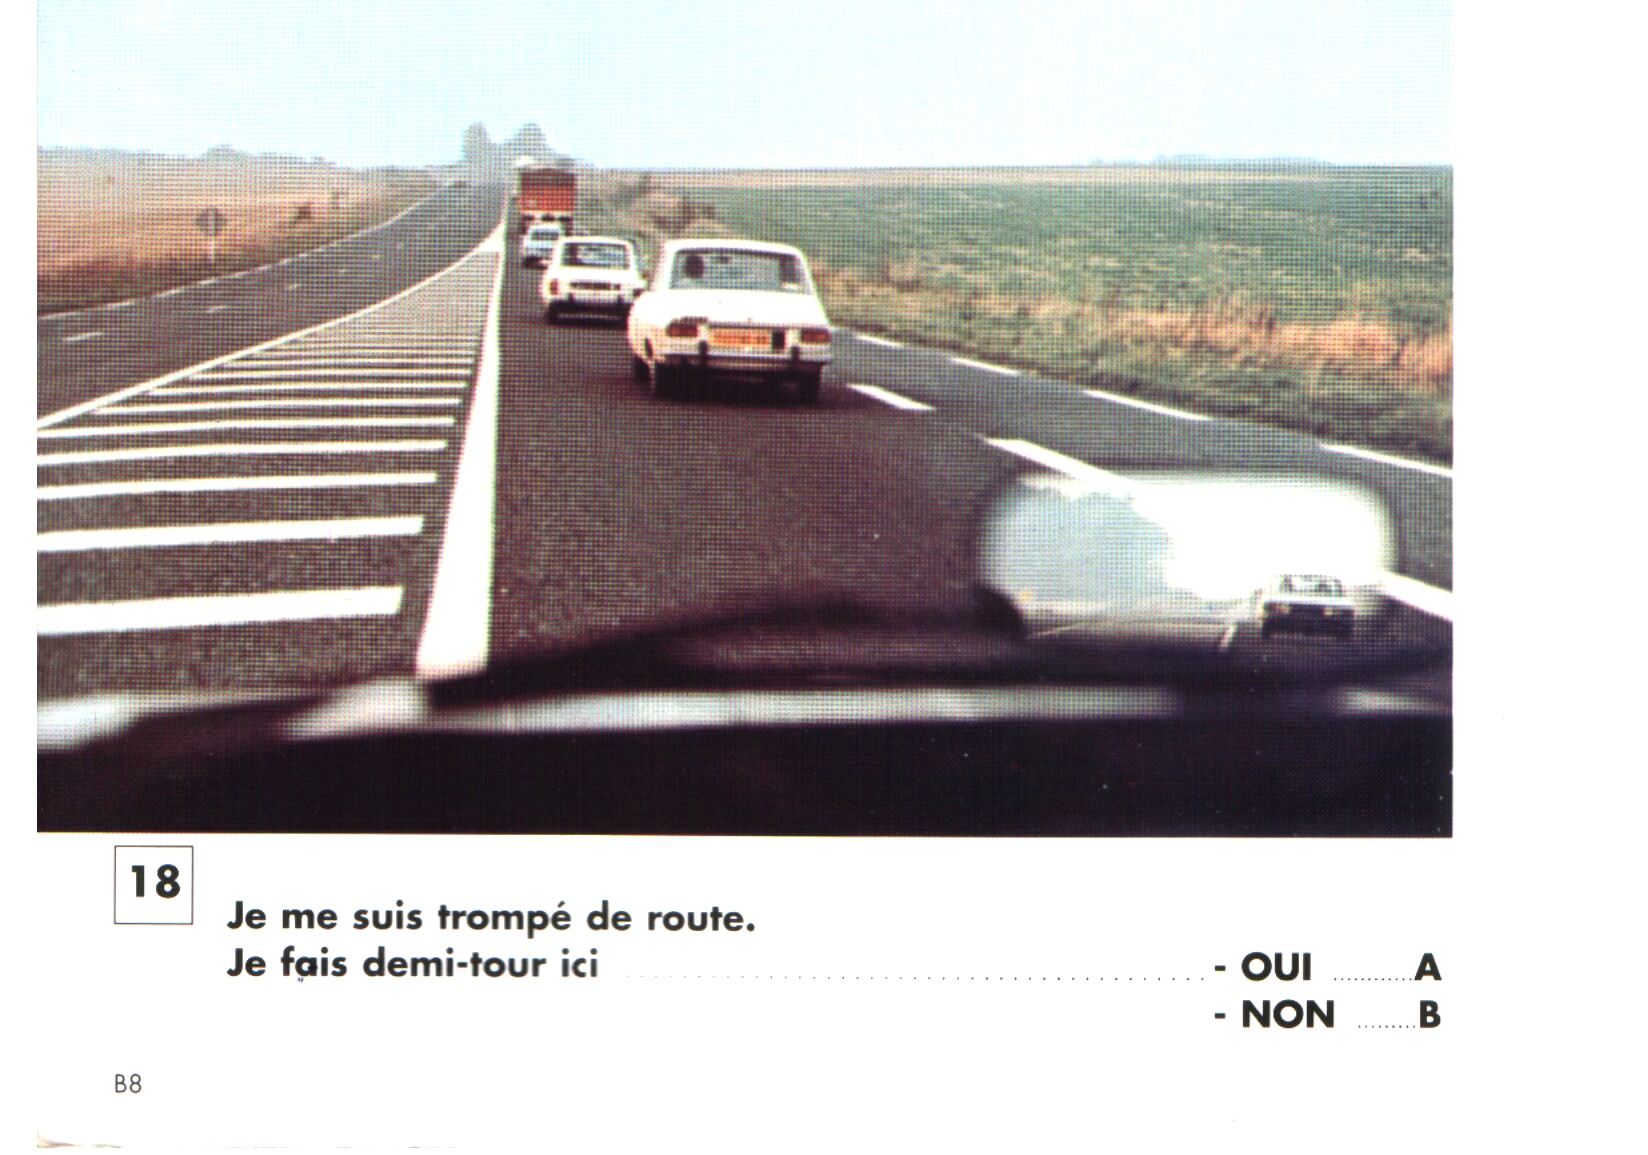 18
Je me suis trompé de route.
Je fais demi-tour ici - OUI A
- NON B
B8